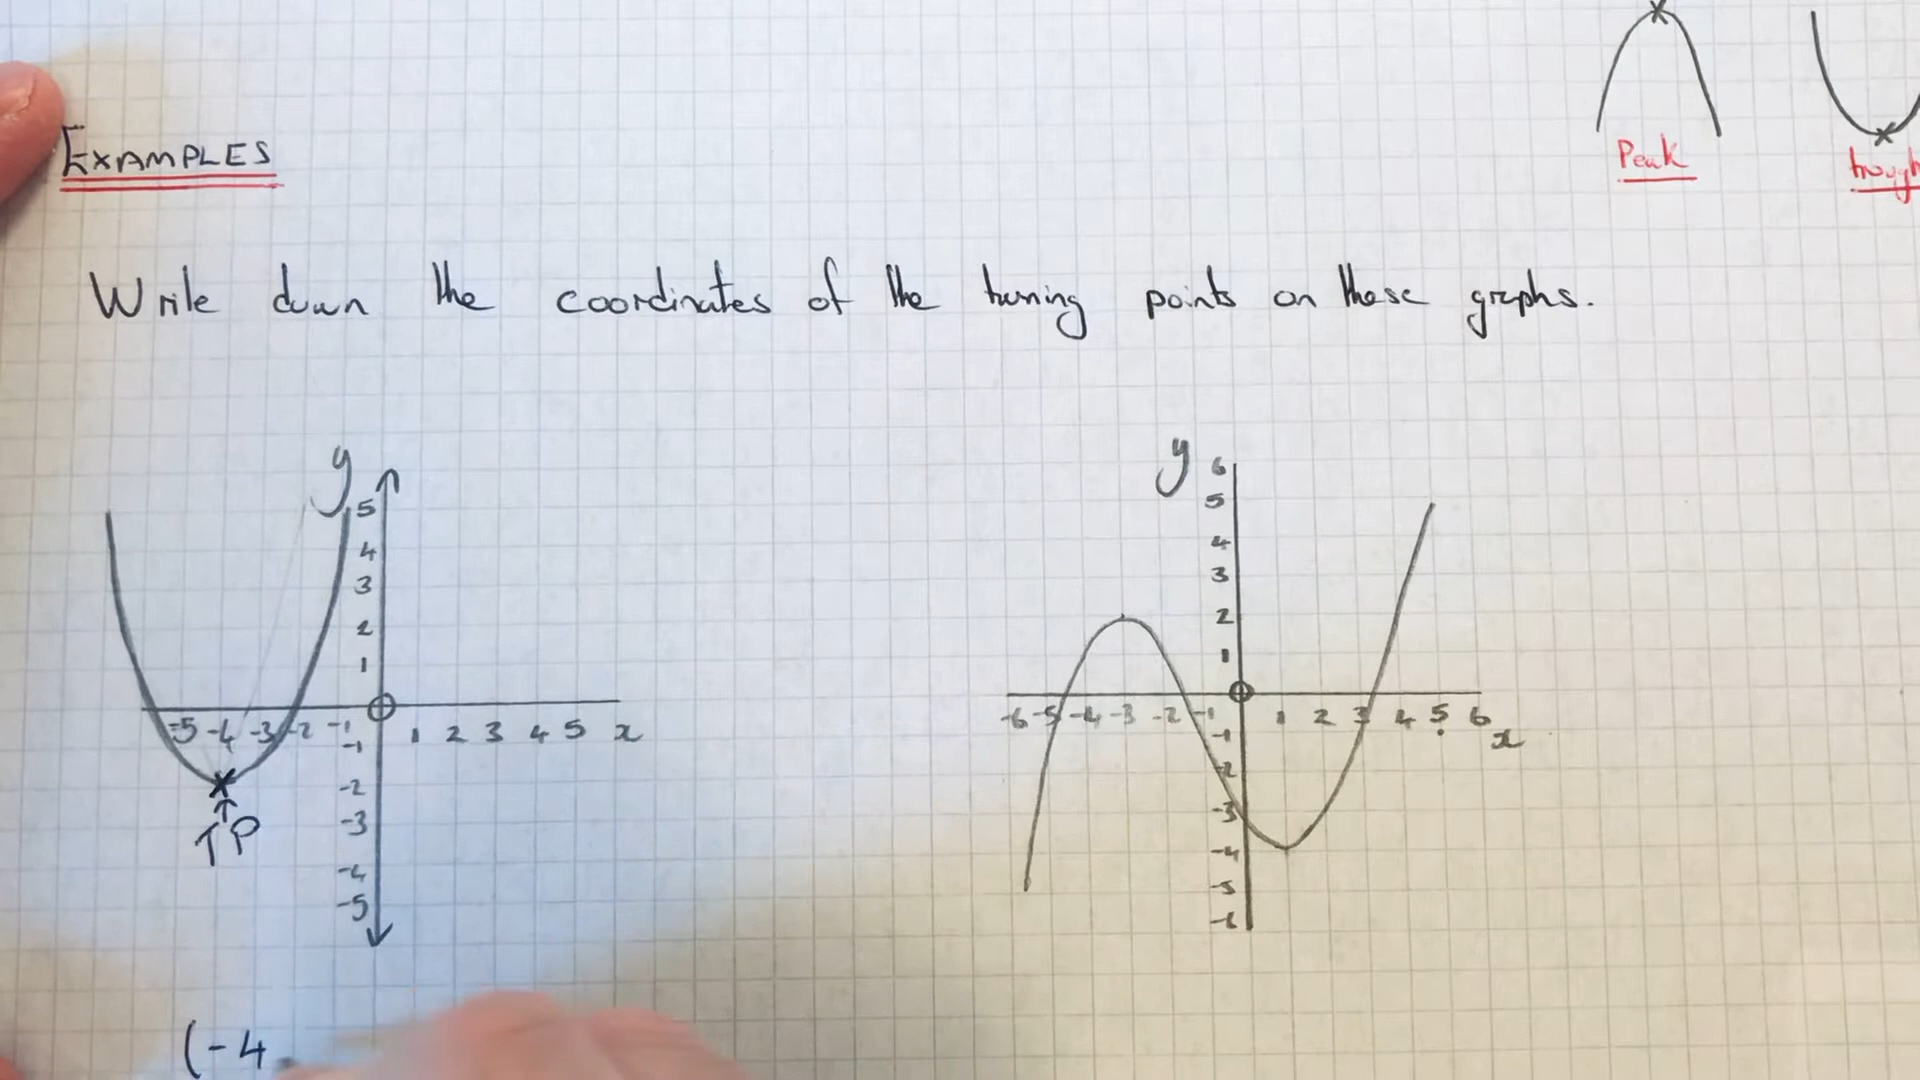 Peak
trough
EXAMPLES
Write down the coordinates of the turning points on these graphs.
y
5
4
3
2
1
-5 -4 -3 -2 -1
1 2 3 4 5 x
-1
-2
-3
-4
-5
TP
(-4
y
6
5
4
3
2
1
-6 -5 -4 -3 -2 -1
1 2 3 4 5 6
x
-1
-2
-3
-4
-5
-6